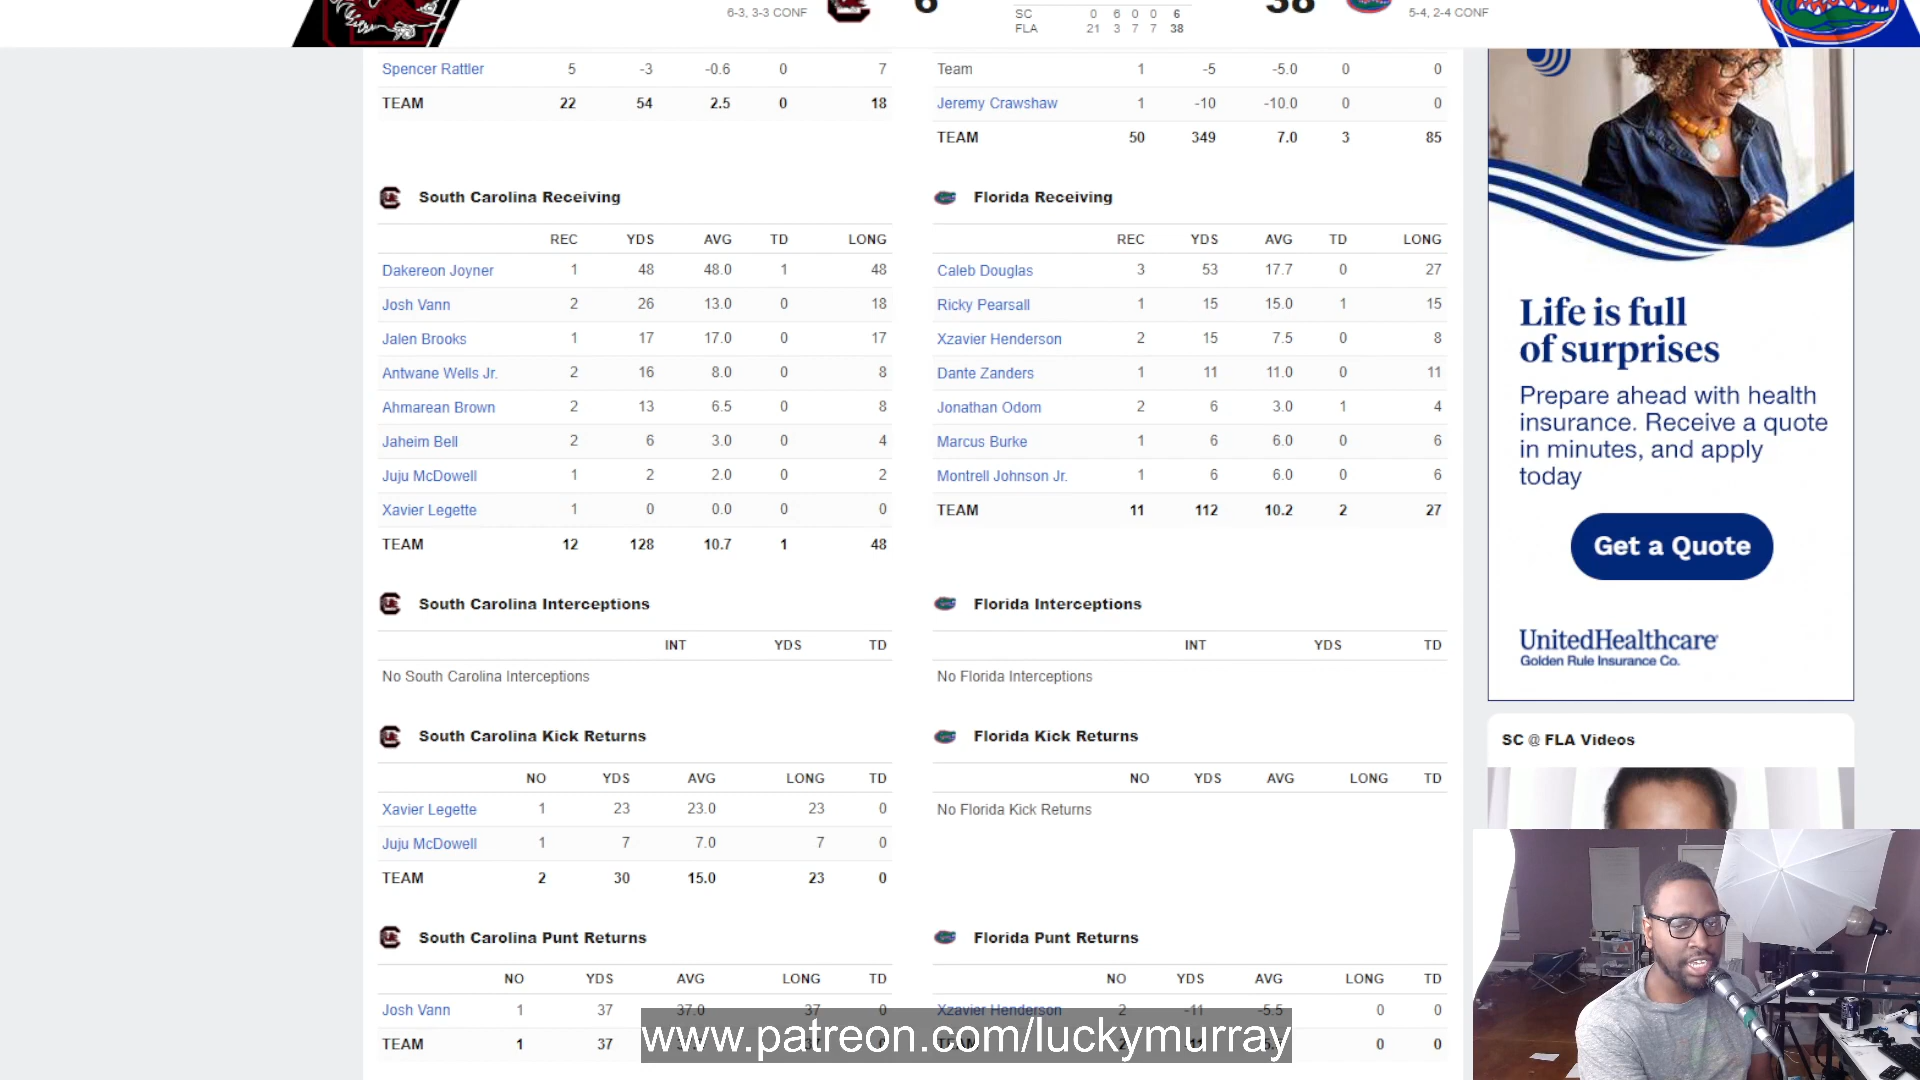 6-3, 3-3 CONF 6
SC 0 6 0 0 6
FLA 21 3 7 7 38
38 5-4, 2-4 CONF
Spencer Rattler 5 -3 -0.6 0 7
TEAM 22 54 2.5 0 18
Team 1 -5 -5.0 0 0
Jeremy Crawshaw 1 -10 -10.0 0 0
TEAM 50 349 7.0 3 85
South Carolina Receiving
REC YDS AVG TD LONG
Dakereon Joyner 1 48 48.0 1 48
Josh Vann 2 26 13.0 0 18
Jalen Brooks 1 17 17.0 0 17
Antwane Wells Jr. 2 16 8.0 0 8
Ahmarean Brown 2 13 6.5 0 8
Jaheim Bell 2 6 3.0 0 4
Juju McDowell 1 2 2.0 0 2
Xavier Legette 1 0 0.0 0 0
TEAM 12 128 10.7 1 48
Florida Receiving
REC YDS AVG TD LONG
Caleb Douglas 3 53 17.7 0 27
Ricky Pearsall 1 15 15.0 1 15
Xzavier Henderson 2 15 7.5 0 8
Dante Zanders 1 11 11.0 0 11
Jonathan Odom 2 6 3.0 1 4
Marcus Burke 1 6 6.0 0 6
Montrell Johnson Jr. 1 6 6.0 0 6
TEAM 11 112 10.2 2 27
South Carolina Interceptions
INT YDS TD
No South Carolina Interceptions
Florida Interceptions
INT YDS TD
No Florida Interceptions
South Carolina Kick Returns
NO YDS AVG LONG TD
Xavier Legette 1 23 23.0 23 0
Juju McDowell 1 7 7.0 7 0
TEAM 2 30 15.0 23 0
Florida Kick Returns
NO YDS AVG LONG TD
No Florida Kick Returns
South Carolina Punt Returns
NO YDS AVG LONG TD
Josh Vann 1 37 37.0 37 0
TEAM 1 37
Florida Punt Returns
NO YDS AVG LONG TD
Xzavier Henderson 2 -11 -5.5 0 0
TEAM 0 0
www.patreon.com/luckymurray
Life is full
of surprises
Prepare ahead with health
insurance. Receive a quote
in minutes, and apply
today
Get a Quote
UnitedHealthcare
Golden Rule Insurance Co.
SC @ FLA Videos